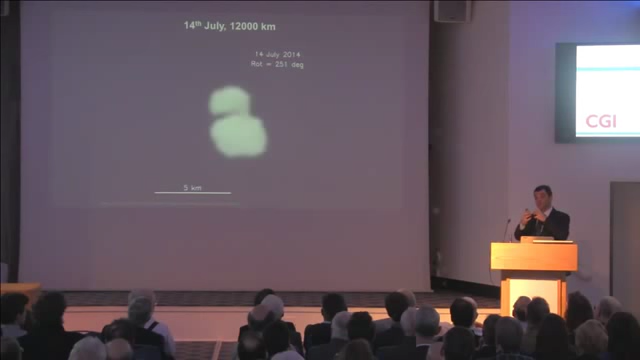 14th July, 12000 km
14 July 2014
Rot = 251 deg
5 km
CGI